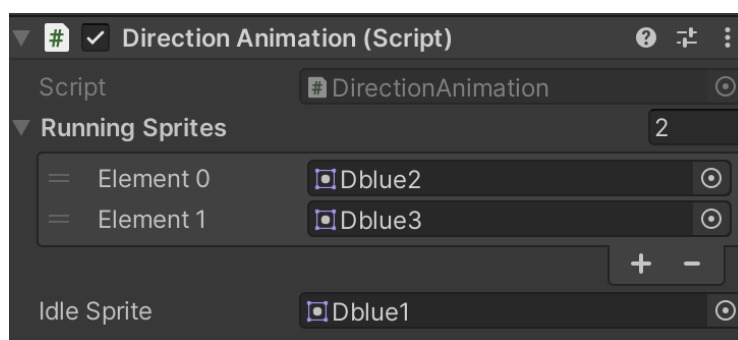 # Direction Animation (Script)
Script # DirectionAnimation
Running Sprites 2
Element 0 Dblue2
Element 1 Dblue3
+ -
Idle Sprite Dblue1